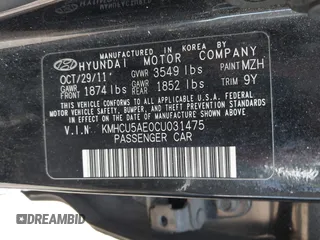 MANUFACTURED IN KOREA BY
HYUNDAI MOTOR COMPANY
OCT/29/11 GVWR 3549 lbs PAINT MZH
GAWR FRONT 1874 lbs GAWR REAR 1852 lbs TRIM 9Y
THIS VEHICLE CONFORMS TO ALL APPLICABLE FEDERAL
MOTOR VEHICLE SAFETY, BUMPER, AND THEFT PREVENTION
STANDARDS IN EFFECT ON THE DATE OF MANUFACTURE
SHOWN ABOVE.
V.I.N KMHCU5AE0CU031475
PASSENGER CAR
DREAMBID.COM